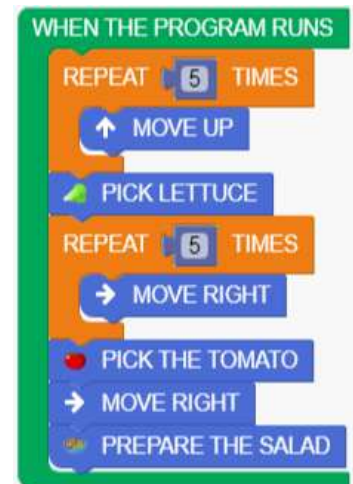 WHEN THE PROGRAM RUNS
REPEAT 5 TIMES
MOVE UP
PICK LETTUCE
REPEAT 5 TIMES
MOVE RIGHT
PICK THE TOMATO
MOVE RIGHT
PREPARE THE SALAD